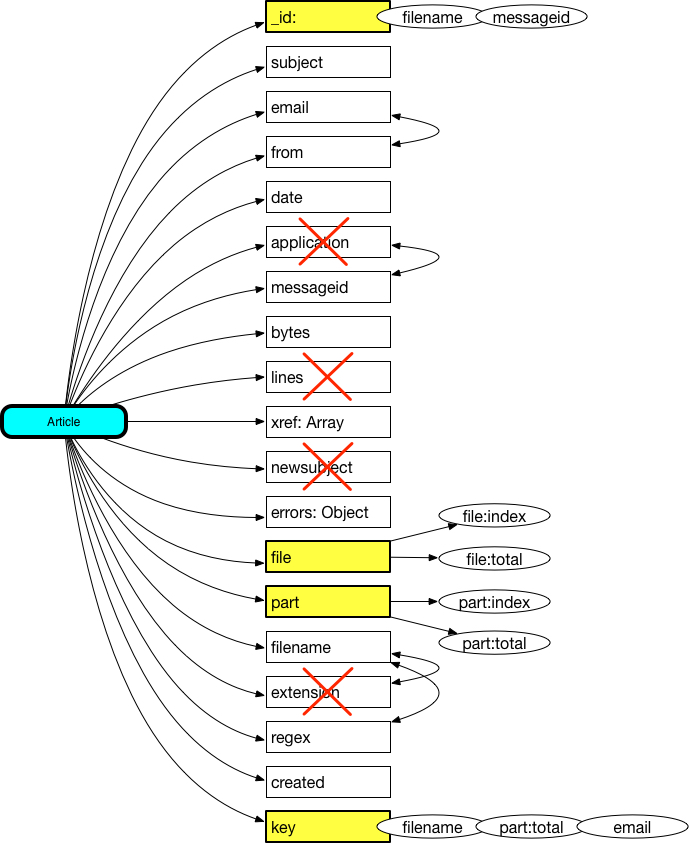 _id: filename messageid
subject
email
from
date
application
messageid
bytes
lines
Article xref: Array
newsubject
errors: Object
file:index
file
file:total
part part:index
part:total
filename
extension
regex
created
key filename part:total email